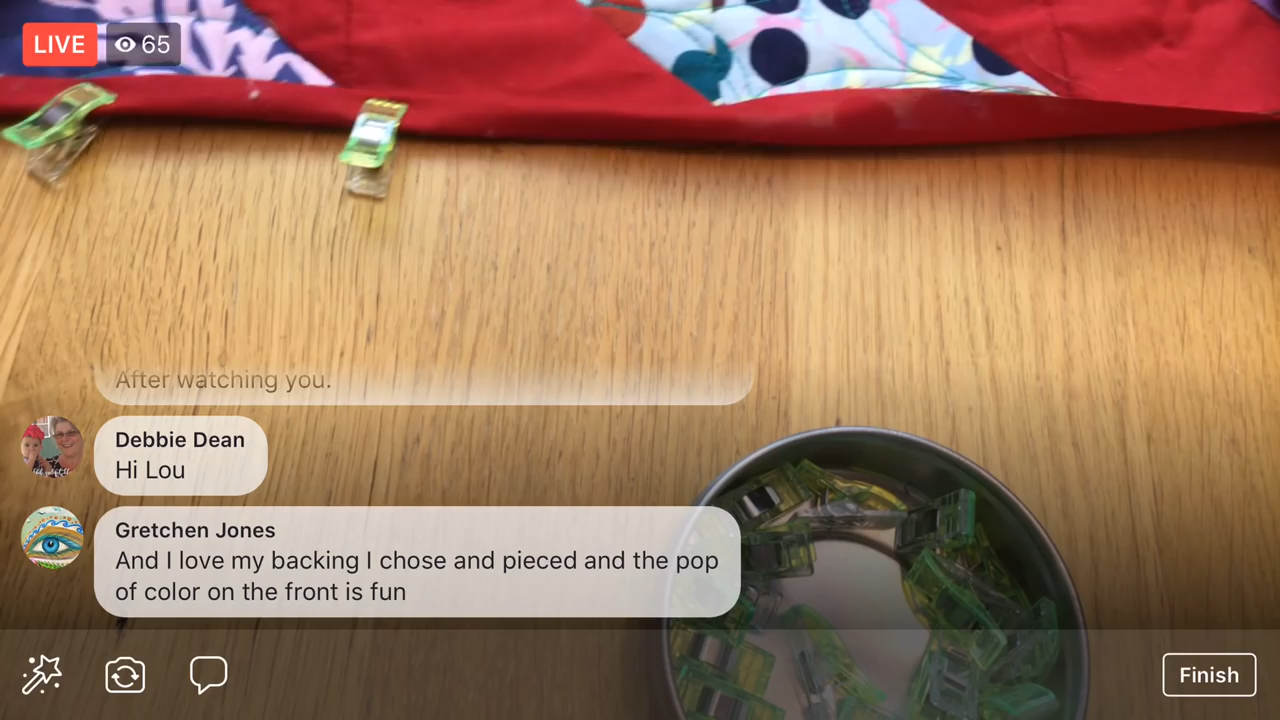 LIVE 65
After watching you.
Debbie Dean
Hi Lou
Gretchen Jones
And I love my backing I chose and pieced and the pop
of color on the front is fun
Finish